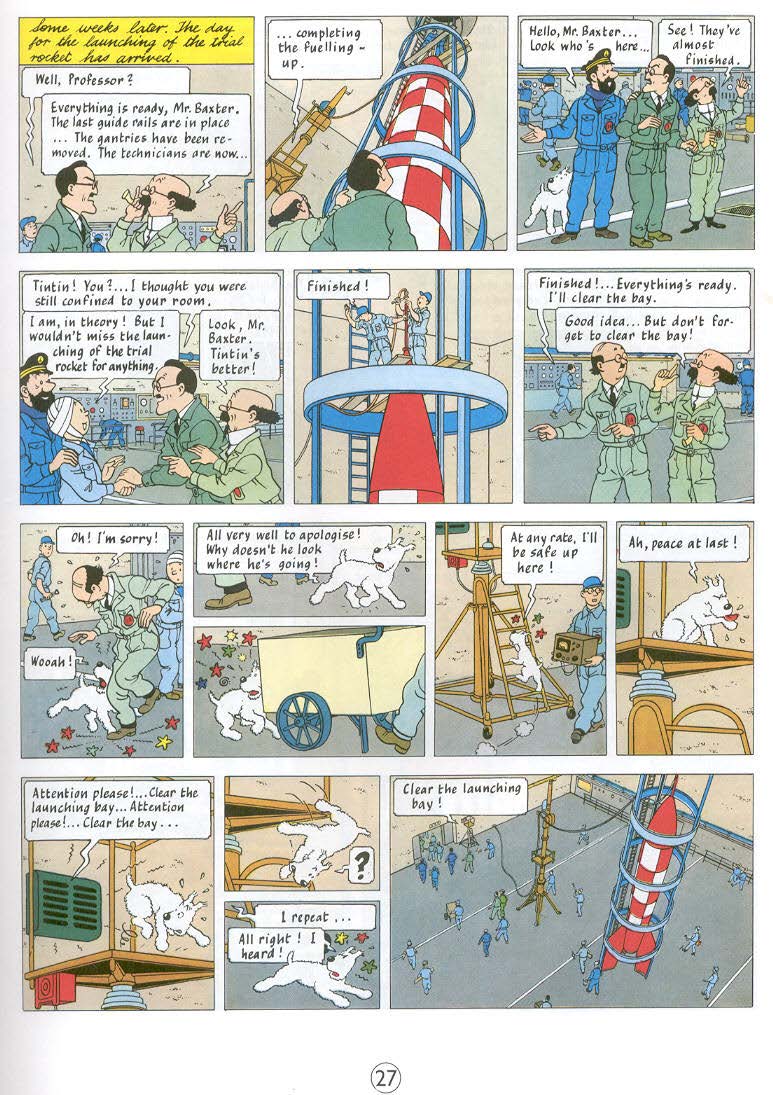 Some weeks later. The day
for the launching of the trial
rocket has arrived.
Well, Professor?
Everything is ready, Mr. Baxter.
The last guide rails are in place
... The gantries have been re-
moved. The technicians are now...
... completing
the fuelling-
up.
Hello, Mr. Baxter...
Look who's here...
See! They've
almost
finished.
Tintin! You?... I thought you were
still confined to your room.
I am, in theory! But I
wouldn't miss the laun-
ching of the trial
rocket for anything.
Look, Mr.
Baxter.
Tintin's
better!
Finished!
Finished!... Everything's ready.
I'll clear the bay.
Good idea... But don't for-
get to clear the bay!
Oh! I'm sorry!
Wooah!
All very well to apologise!
Why doesn't he look
where he's going!
At any rate, I'll
be safe up
here!
Ah, peace at last!
Attention please!...Clear the
launching bay... Attention
please!... Clear the bay...
?
I repeat...
All right! I
heard!
Clear the launching
bay!
27